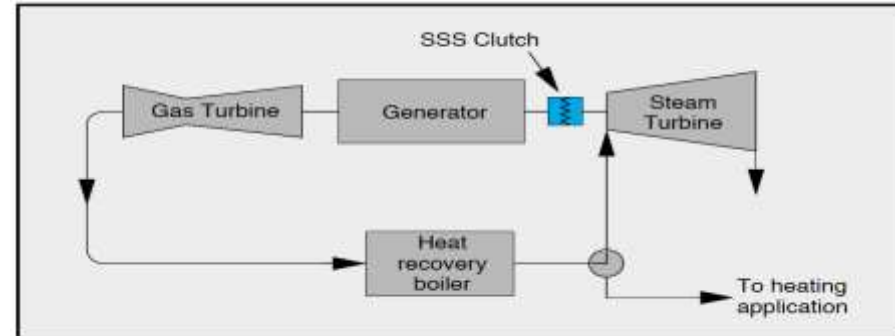 SSS Clutch
Gas Turbine
Generator
Steam
Turbine
Heat
recovery
boiler
To heating
application